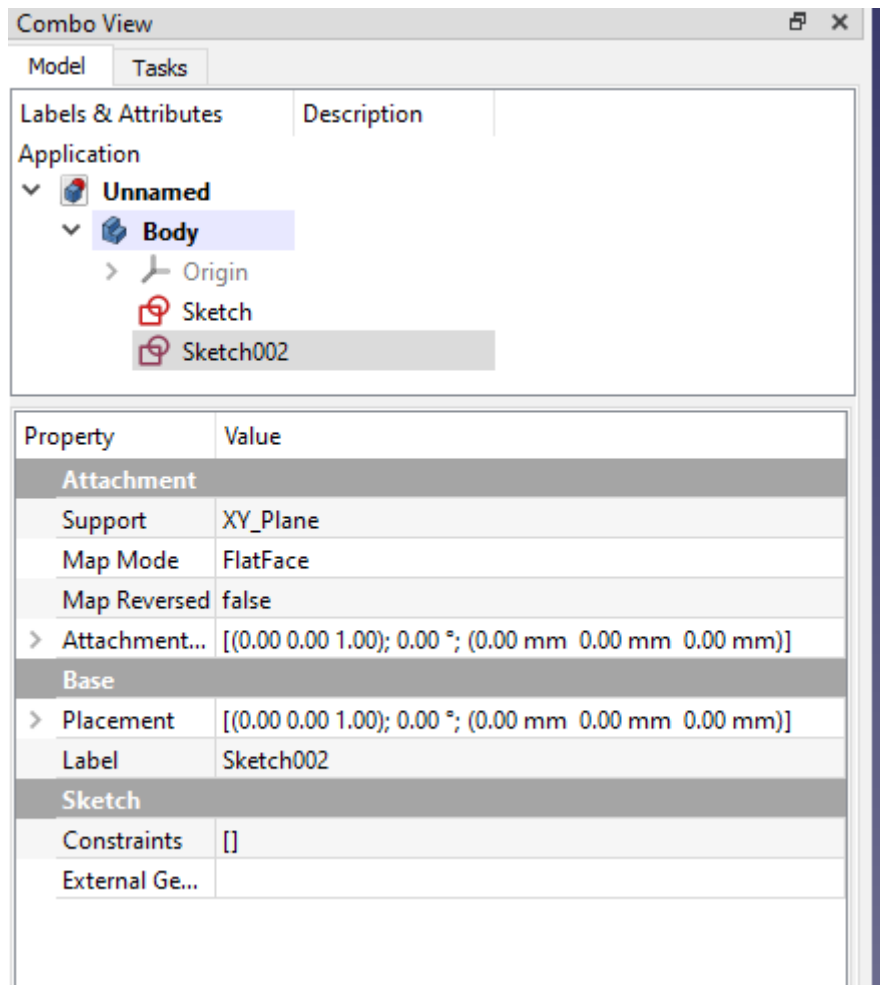 Combo View
Model Tasks
Labels & Attributes Description
Application
Unnamed
Body
Origin
Sketch
Sketch002
Property Value
Attachment
Support XY_Plane
Map Mode FlatFace
Map Reversed false
Attachment... [(0.00 0.00 1.00); 0.00 °; (0.00 mm 0.00 mm 0.00 mm)]
Base
Placement [(0.00 0.00 1.00); 0.00 °; (0.00 mm 0.00 mm 0.00 mm)]
Label Sketch002
Sketch
Constraints []
External Ge...